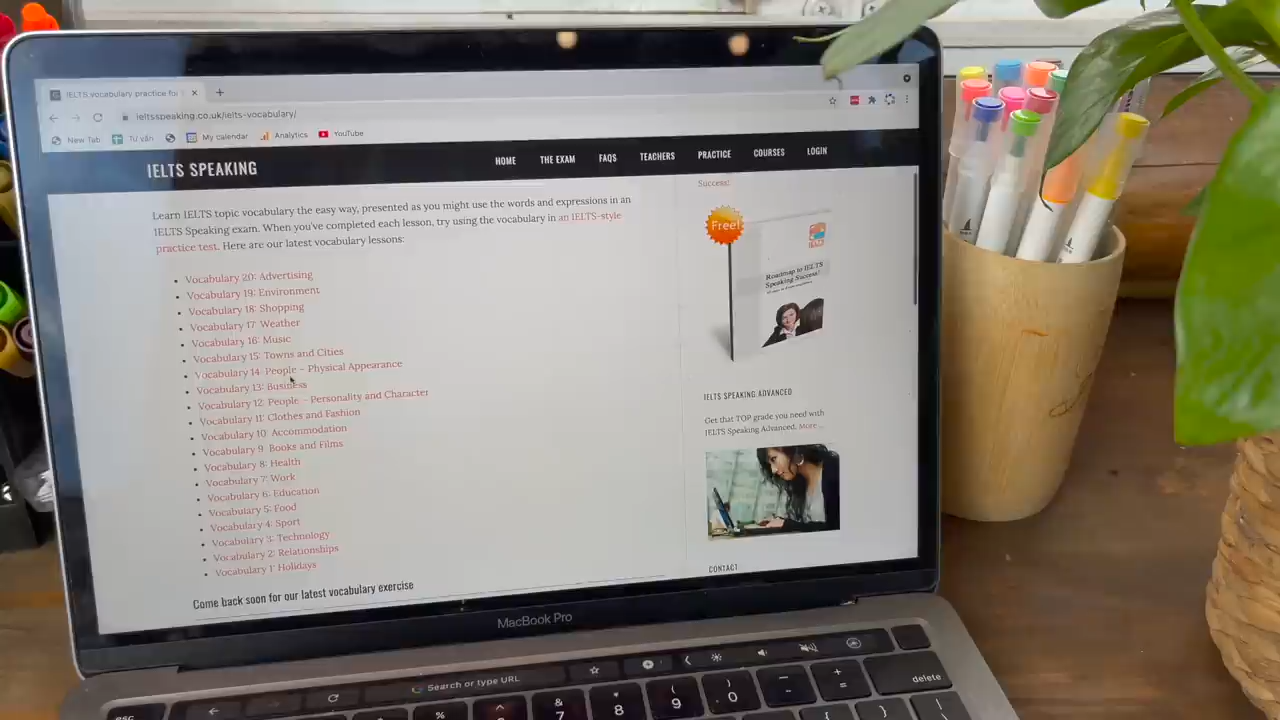 IELTS vocabulary practice for
ieltsspeaking.co.uk/ielts-vocabulary/
New Tab
Tư vấn
My calendar
Analytics
YouTube
IELTS SPEAKING
HOME
THE EXAM
FAQS
TEACHERS
PRACTICE
COURSES
LOGIN
Learn IELTS topic vocabulary the easy way, presented as you might use the words and expressions in an
IELTS Speaking exam. When you've completed each lesson, try using the vocabulary in an IELTS-style
practice test. Here are our latest vocabulary lessons:
Vocabulary 20: Advertising
Vocabulary 19: Environment
Vocabulary 18: Shopping
Vocabulary 17: Weather
Vocabulary 16: Music
Vocabulary 15: Towns and Cities
Vocabulary 14: People – Physical Appearance
Vocabulary 13: Business
Vocabulary 12: People – Personality and Character
Vocabulary 11: Clothes and Fashion
Vocabulary 10: Accommodation
Vocabulary 9: Books and Films
Vocabulary 8: Health
Vocabulary 7: Work
Vocabulary 6: Education
Vocabulary 5: Food
Vocabulary 4: Sport
Vocabulary 3: Technology
Vocabulary 2: Relationships
Vocabulary 1: Holidays
Come back soon for our latest vocabulary exercise
Success!
Free!
Roadmap to IELTS
Speaking Success!
IELTS SPEAKING ADVANCED
Get that TOP grade you need with
IELTS Speaking Advanced. More...
CONTACT
MacBook Pro
esc
Search or type URL
% ^ & 7 * 8 ( 9 ) 0 - + =
delete